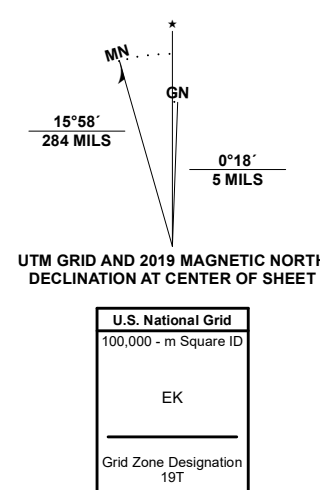 ★
MN
GN
15°58´
284 MILS
0°18´
5 MILS
UTM GRID AND 2019 MAGNETIC NORTH
DECLINATION AT CENTER OF SHEET
U.S. National Grid
100,000 - m Square ID
EK
Grid Zone Designation
19T